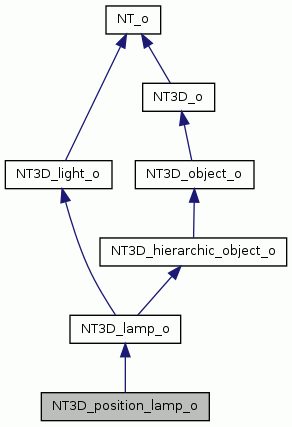 NT_o
NT3D_o
NT3D_light_o
NT3D_object_o
NT3D_hierarchic_object_o
NT3D_lamp_o
NT3D_position_lamp_o